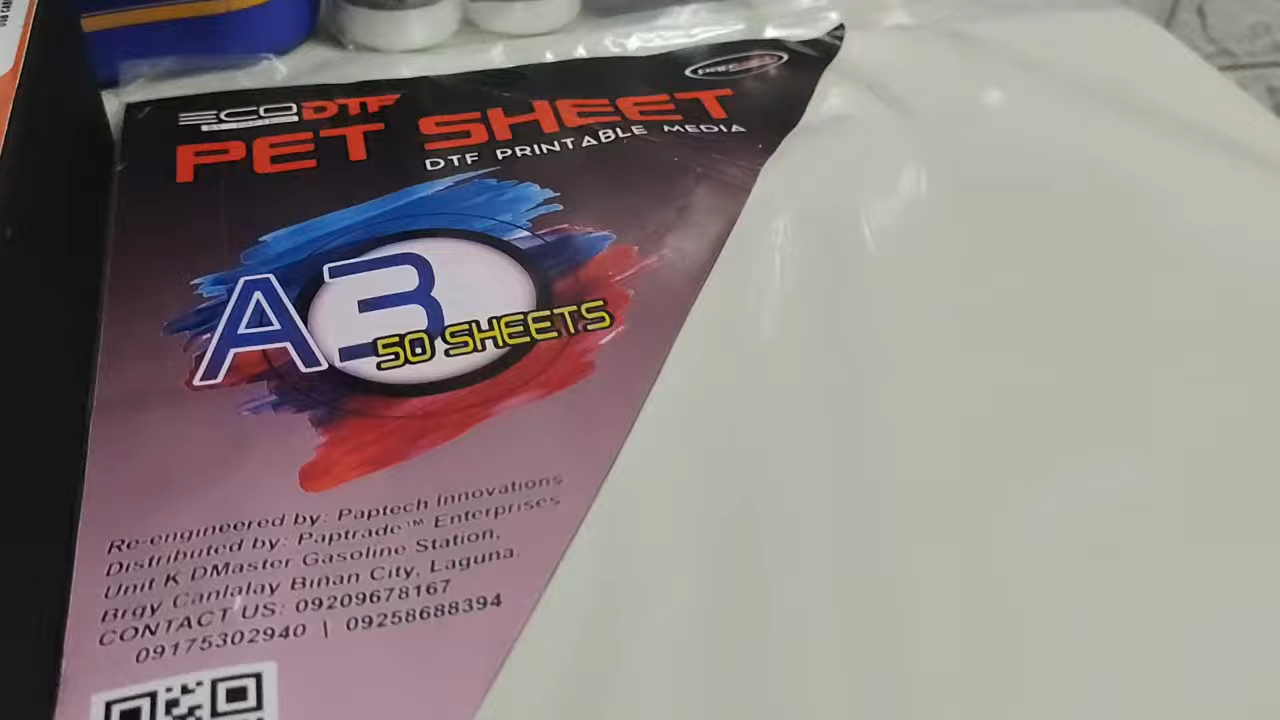 ECODTF
PET SHEET
DTF PRINTABLE MEDIA
A3
50 SHEETS
Re-engineered by: Paptech Innovations
Distributed by: Paptrade™ Enterprises
Unit K DMaster Gasoline Station,
Brgy Canlalay Binan City, Laguna.
CONTACT US: 09209678167
09175302940 | 09258688394